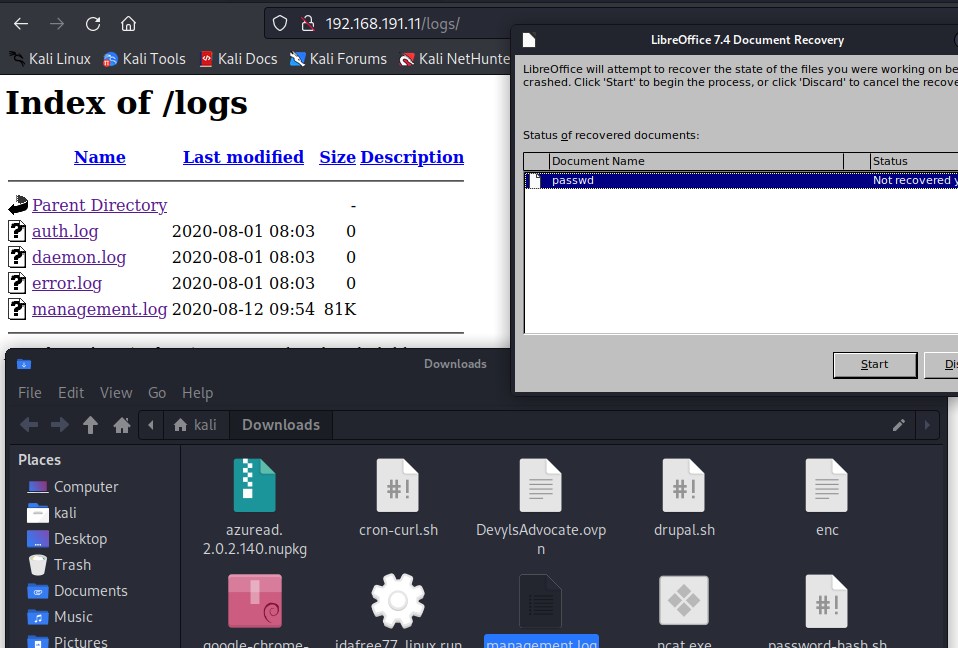 192.168.191.11/logs/
Kali Linux Kali Tools Kali Docs Kali Forums Kali NetHunte
Index of /logs
Name Last modified Size Description
Parent Directory -
auth.log 2020-08-01 08:03 0
daemon.log 2020-08-01 08:03 0
error.log 2020-08-01 08:03 0
management.log 2020-08-12 09:54 81K
LibreOffice 7.4 Document Recovery
LibreOffice will attempt to recover the state of the files you were working on be
crashed. Click 'Start' to begin the process, or click 'Discard' to cancel the recove
Status of recovered documents:
Document Name Status
passwd Not recovered y
Start Di
Downloads
File Edit View Go Help
kali Downloads
Places
Computer
kali
Desktop
Trash
Documents
Music
Pictures
azuread.
2.0.2.140.nupkg
cron-curl.sh
DevylsAdvocate.ovp
n
drupal.sh
enc
google-chrome-
idafree77_linux.run
management.log
ncat.exe
password-hash.sh